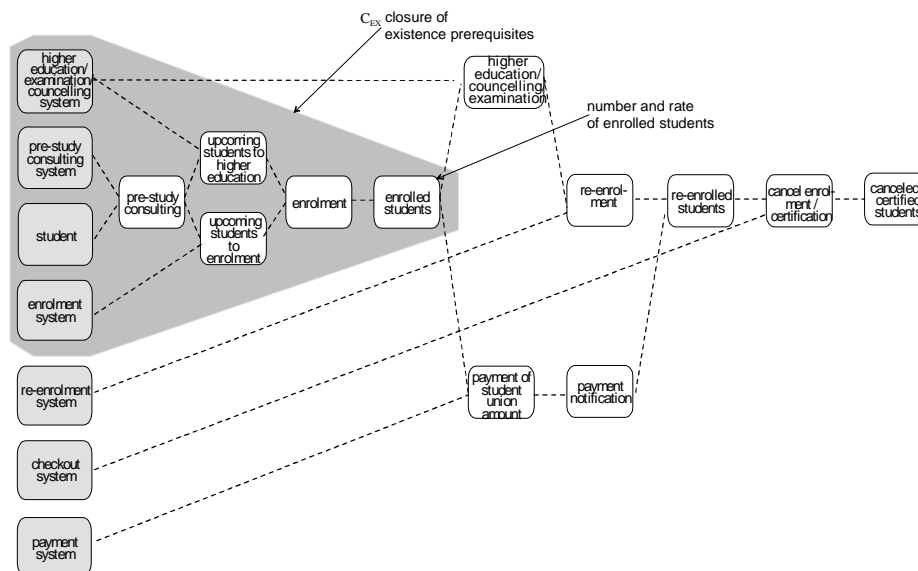 C_EX closure of
existence prerequisites
higher
education/
examination/
councelling
system
higher
education/
councelling/
examination
number and rate
of enrolled students
pre-study
consulting
system
upcoming
students to
higher
education
pre-study
consulting
enrolment
enrolled
students
re-enrol-
ment
re-enrolled
students
cancel enrol-
ment /
certification
canceled
certified
students
student
upcoming
students
to
enrolment
enrolment
system
re-enrolment
system
payment of
student
union
amount
payment
notification
checkout
system
payment
system